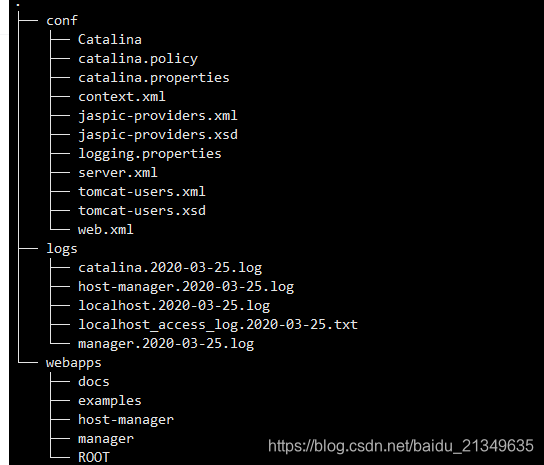 .
├── conf
│   ├── Catalina
│   ├── catalina.policy
│   ├── catalina.properties
│   ├── context.xml
│   ├── jaspic-providers.xml
│   ├── jaspic-providers.xsd
│   ├── logging.properties
│   ├── server.xml
│   ├── tomcat-users.xml
│   ├── tomcat-users.xsd
│   └── web.xml
├── logs
│   ├── catalina.2020-03-25.log
│   ├── host-manager.2020-03-25.log
│   ├── localhost.2020-03-25.log
│   ├── localhost_access_log.2020-03-25.txt
│   └── manager.2020-03-25.log
└── webapps
    ├── docs
    ├── examples
    ├── host-manager
    ├── manager
    └── ROOT
https://blog.csdn.net/baidu_21349635